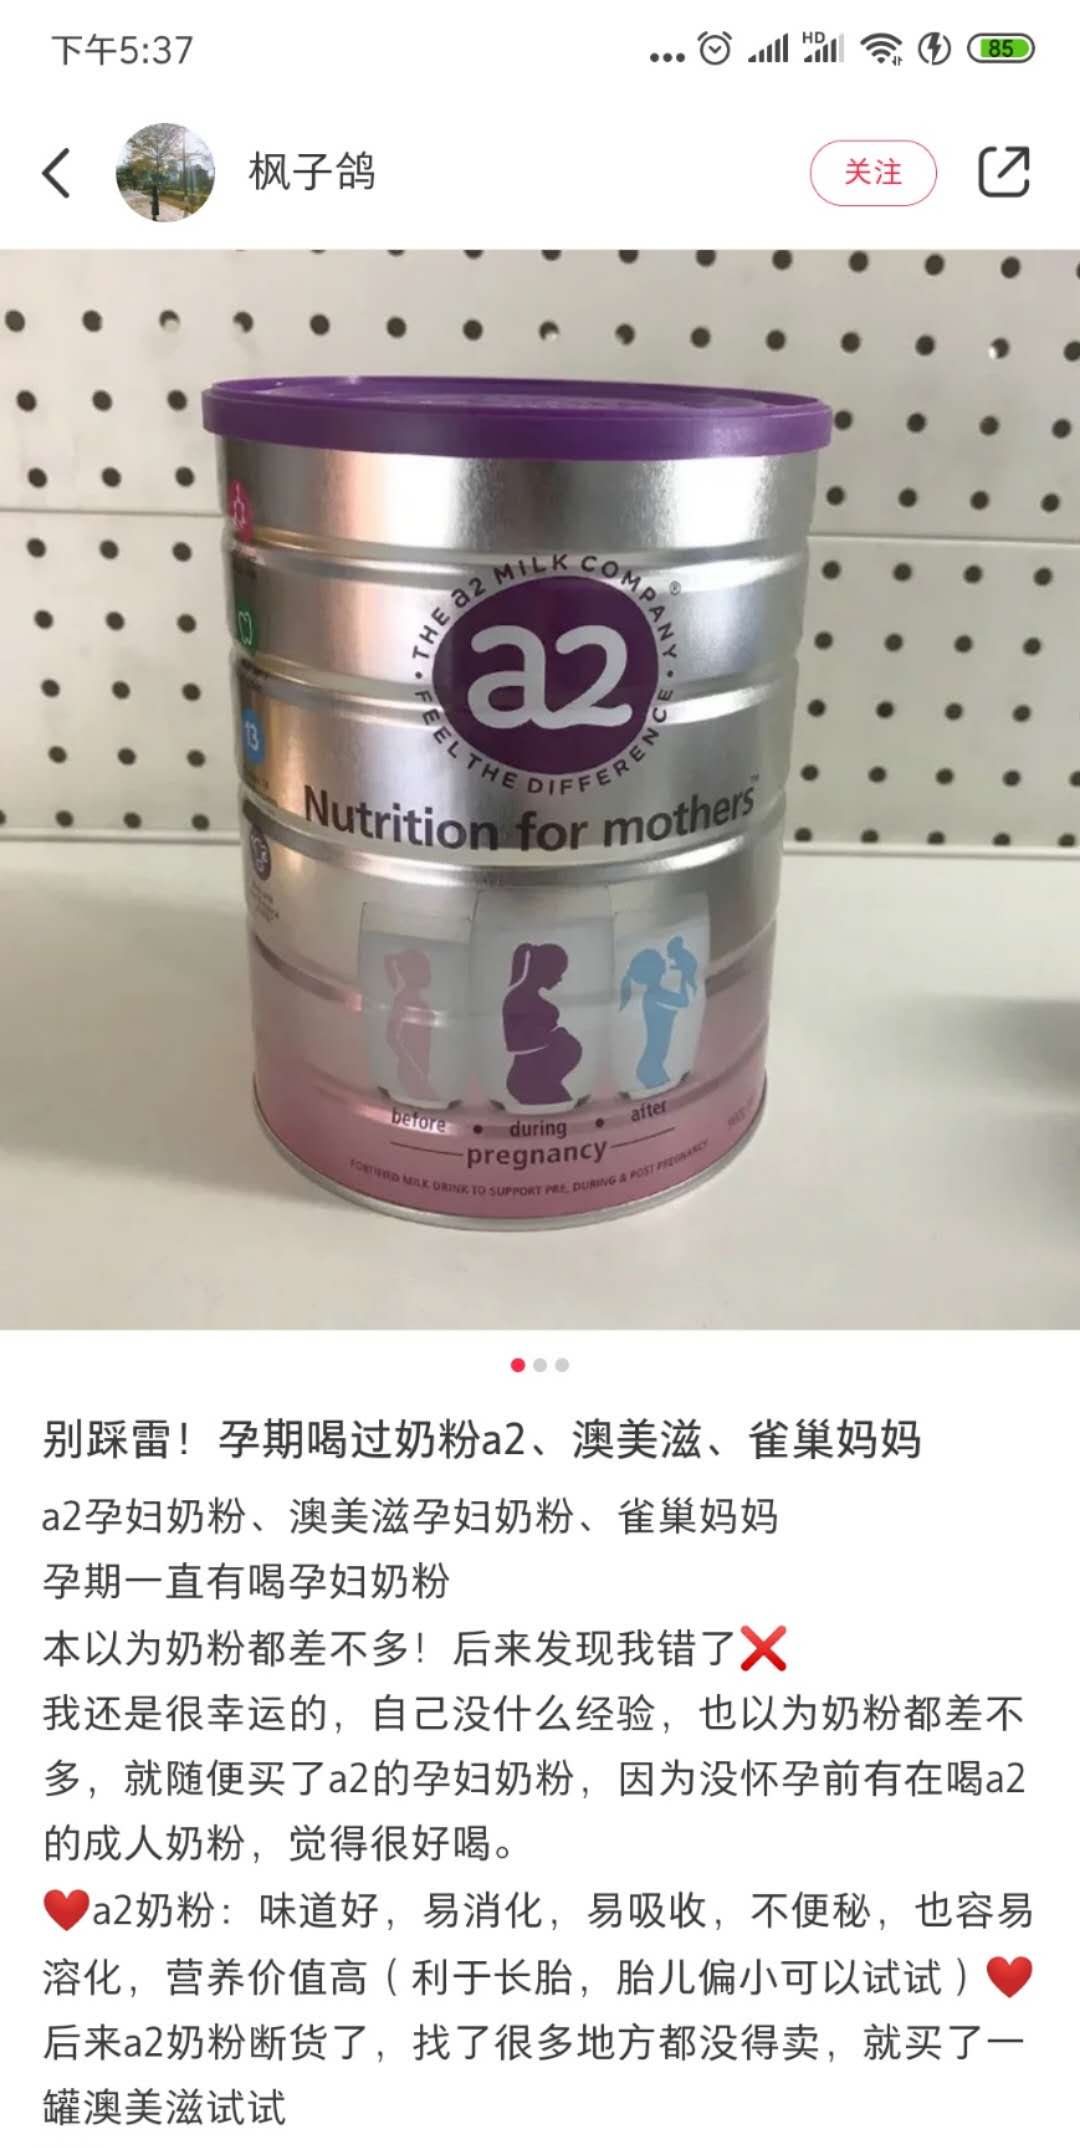 下午5:37
HD
85
枫子鸽
关注
THE a2 MILK COMPANY
®
a2
FEEL THE DIFFERENCE
Nutrition for mothers™
13
before • during • after
pregnancy
FORTIFIED MILK DRINK TO SUPPORT PRE, DURING & POST PREGNANCY
别踩雷！孕期喝过奶粉a2、澳美滋、雀巢妈妈
a2孕妇奶粉、澳美滋孕妇奶粉、雀巢妈妈
孕期一直有喝孕妇奶粉
本以为奶粉都差不多！后来发现我错了❌
我还是很幸运的，自己没什么经验，也以为奶粉都差不
多，就随便买了a2的孕妇奶粉，因为没怀孕前有在喝a2
的成人奶粉，觉得很好喝。
❤️a2奶粉：味道好，易消化，易吸收，不便秘，也容易
溶化，营养价值高（利于长胎，胎儿偏小可以试试）❤️
后来a2奶粉断货了，找了很多地方都没得卖，就买了一
罐澳美滋试试